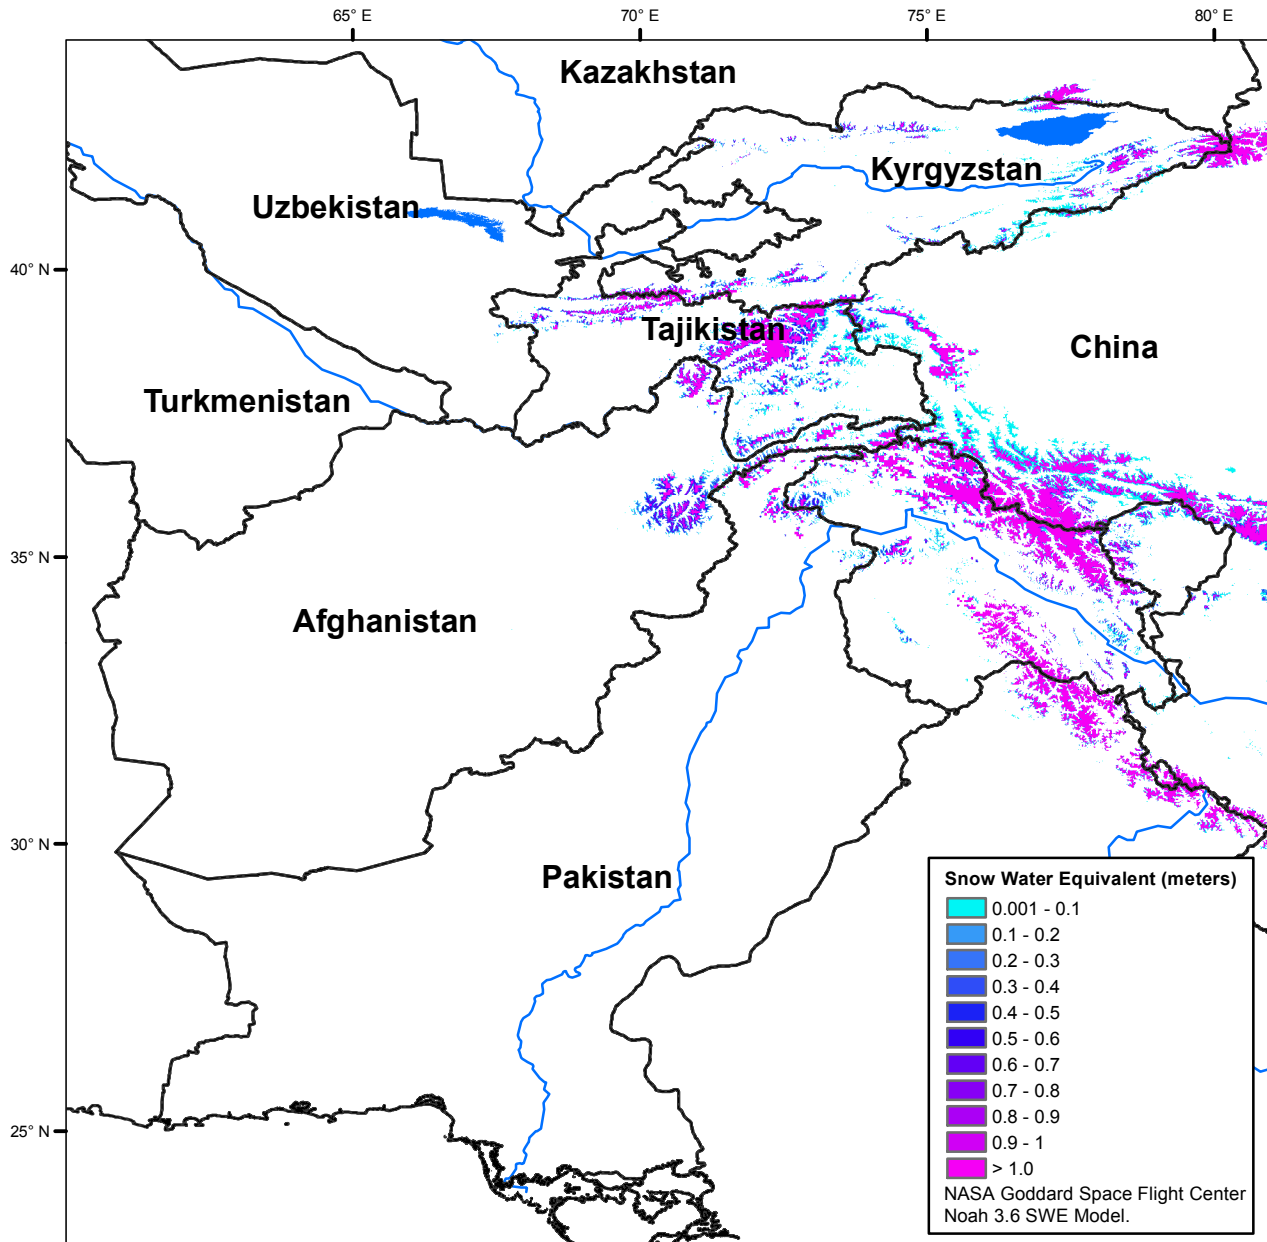 65° E
70° E
75° E
80° E
Kazakhstan
Kyrgyzstan
Uzbekistan
40° N
Tajikistan
China
Turkmenistan
35° N
Afghanistan
30° N
Pakistan
25° N
Snow Water Equivalent (meters)
0.001 - 0.1
0.1 - 0.2
0.2 - 0.3
0.3 - 0.4
0.4 - 0.5
0.5 - 0.6
0.6 - 0.7
0.7 - 0.8
0.8 - 0.9
0.9 - 1
> 1.0
NASA Goddard Space Flight Center
Noah 3.6 SWE Model.